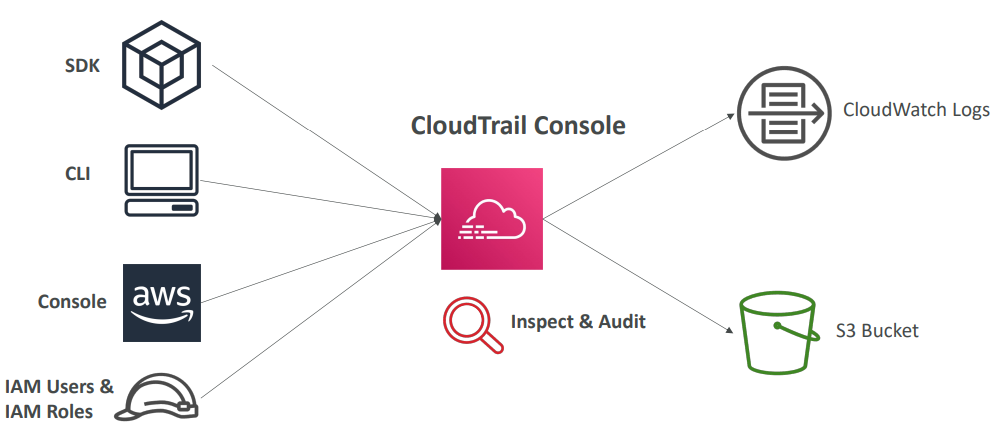 SDK
CloudTrail Console
CloudWatch Logs
CLI
Console
aws
Inspect & Audit
S3 Bucket
IAM Users &
IAM Roles